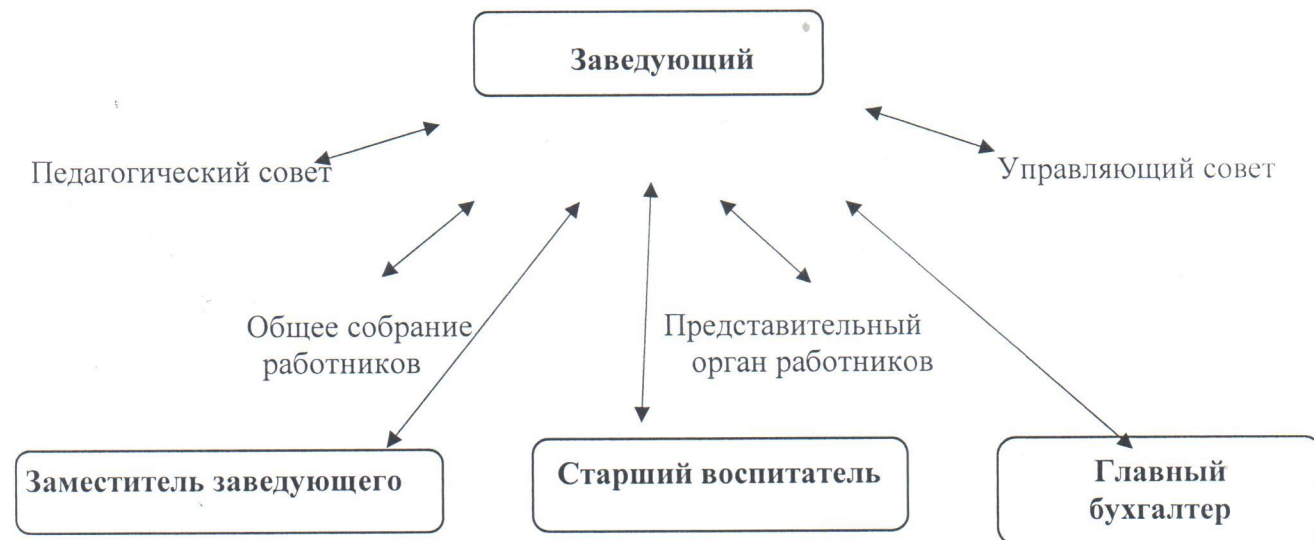 Заведующий
Педагогический совет
Управляющий совет
Общее собрание
работников
Представительный
орган работников
Заместитель заведующего
Старший воспитатель
Главный
бухгалтер